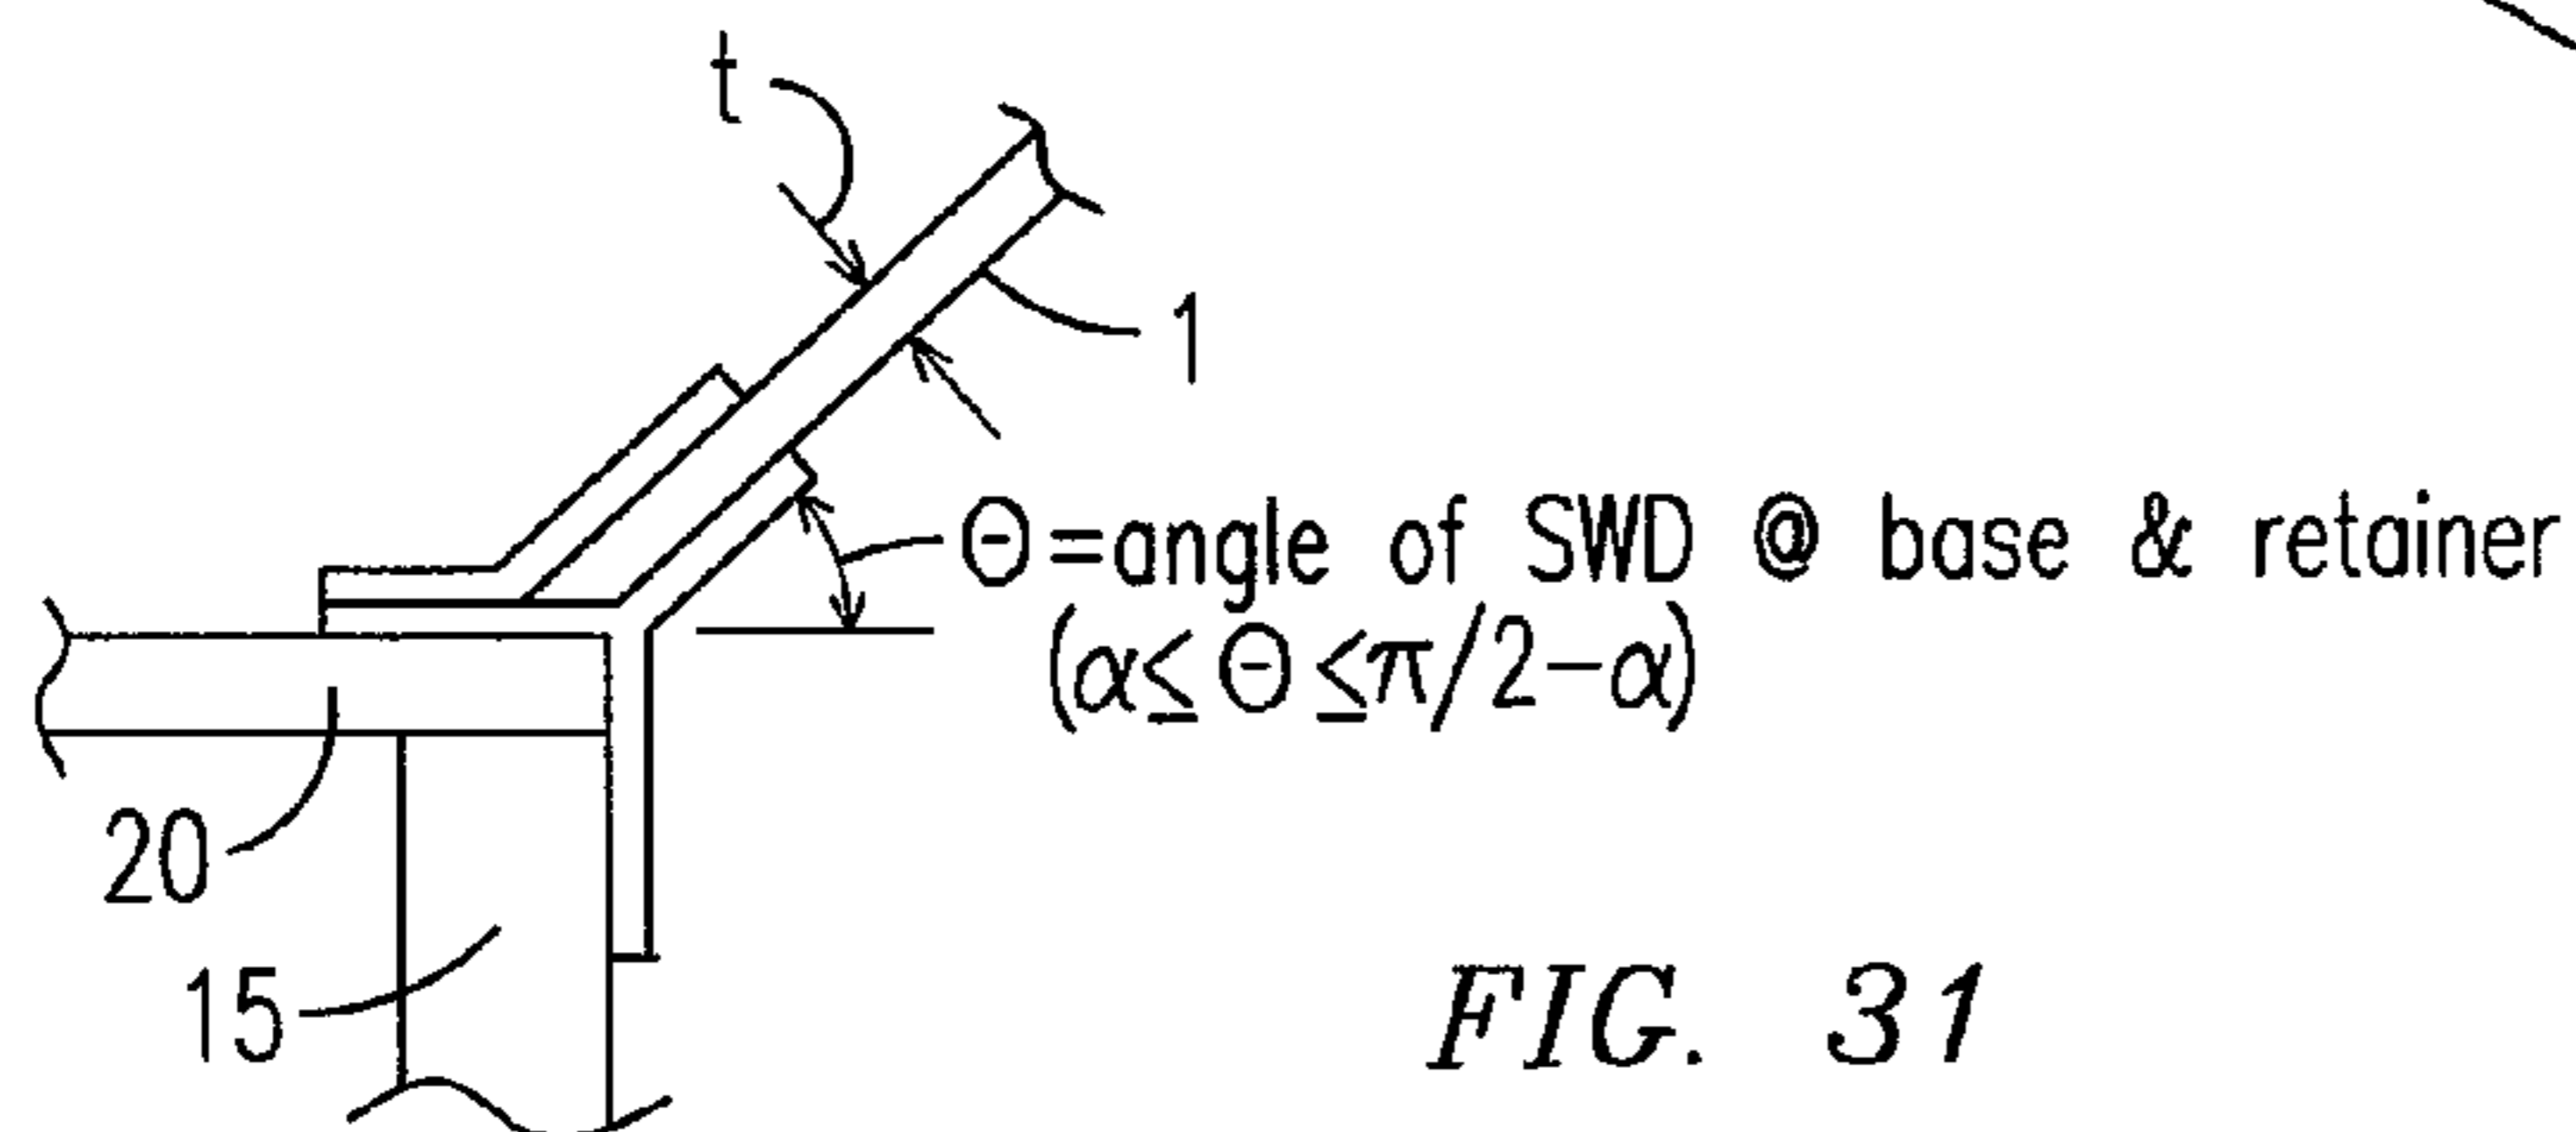 t
1
Θ=angle of SWD @ base & retainer
(α≤Θ≤π/2-α)
20
15
FIG. 31